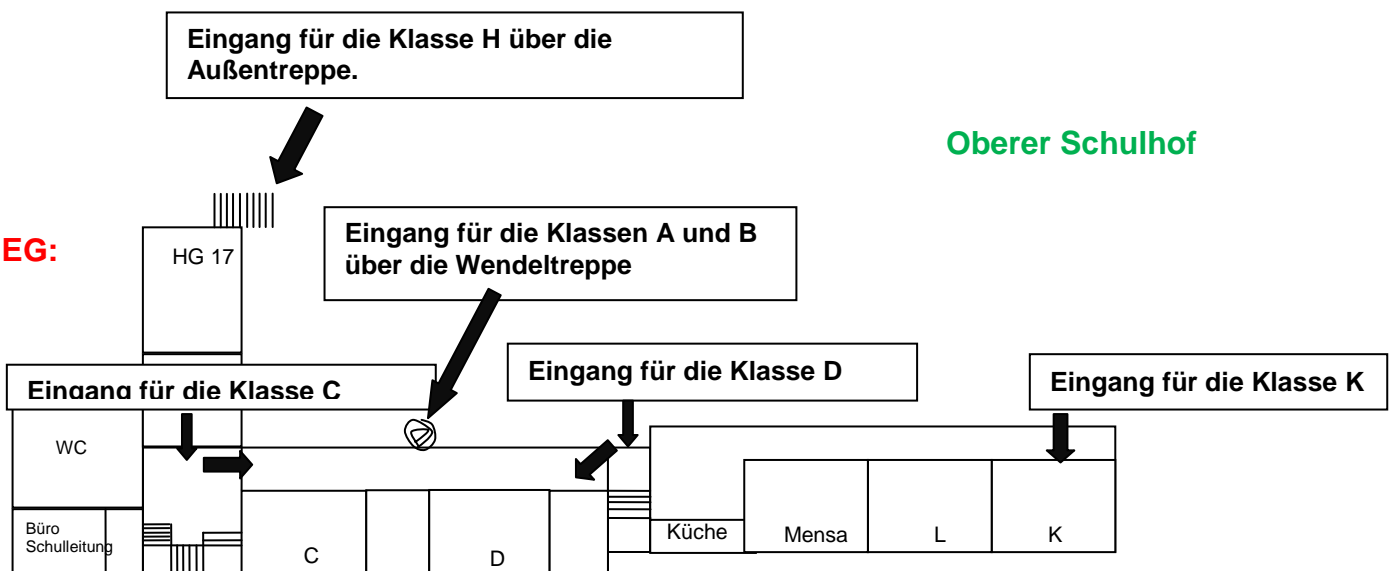 Eingang für die Klasse H über die
Außentreppe.
Oberer Schulhof
EG:
HG 17
Eingang für die Klassen A und B
über die Wendeltreppe
Eingang für die Klasse C
Eingang für die Klasse D
Eingang für die Klasse K
WC
Büro
Schulleitung
C
D
Küche
Mensa
L
K